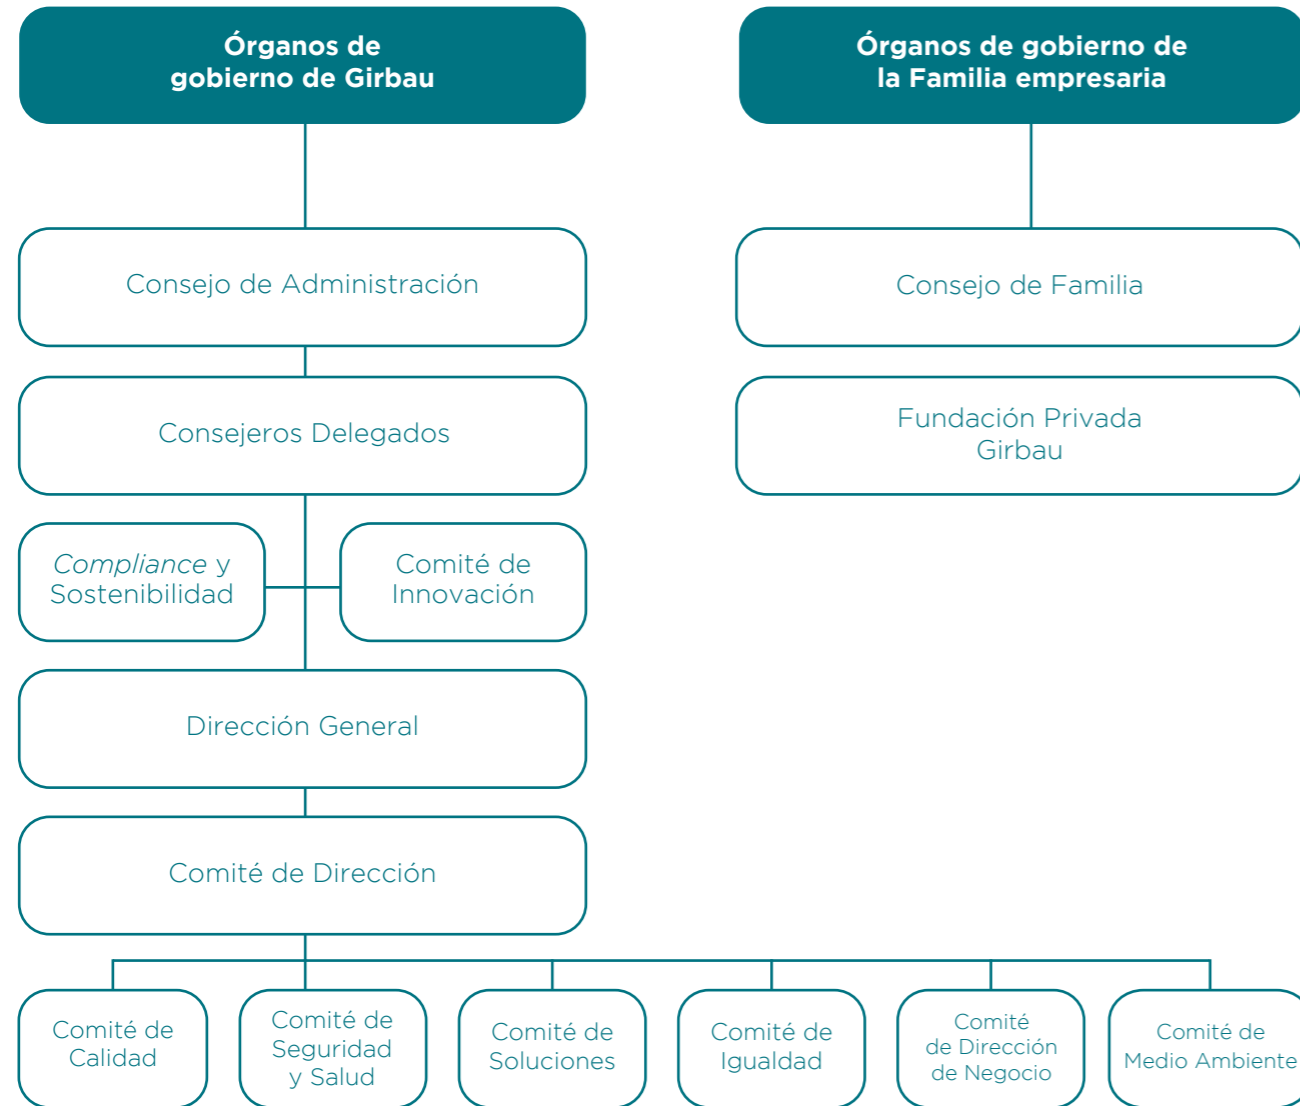 Órganos de
gobierno de Girbau
Órganos de gobierno de
la Familia empresaria
Consejo de Administración
Consejo de Familia
Consejeros Delegados
Fundación Privada
Girbau
Compliance y
Sostenibilidad
Comité de
Innovación
Dirección General
Comité de Dirección
Comité de
Calidad
Comité de
Seguridad
y Salud
Comité de
Soluciones
Comité de
Igualdad
Comité
de Dirección
de Negocio
Comité de
Medio Ambiente